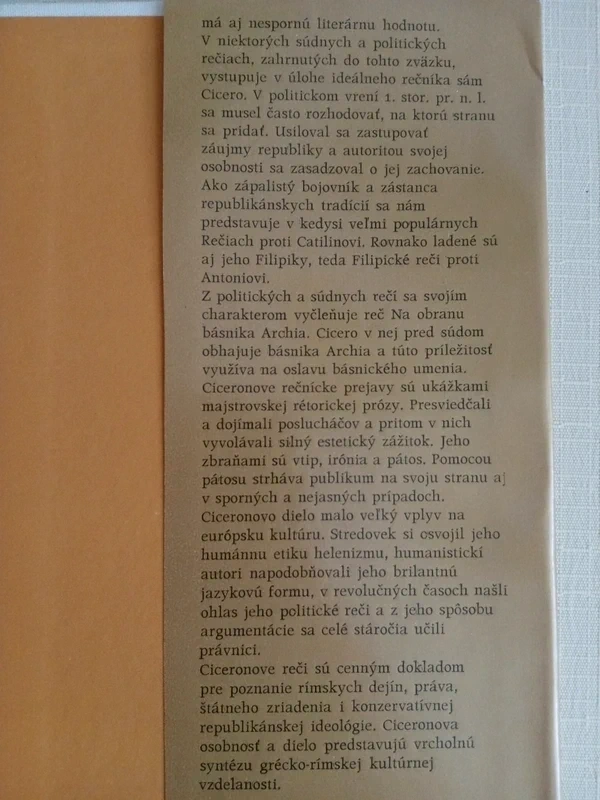 má aj nespornú literárnu hodnotu.
V niektorých súdnych a politických
rečiach, zahrnutých do tohto zväzku,
vystupuje v úlohe ideálneho rečníka sám
Cicero. V politickom vrení 1. stor. pr. n. l.
sa musel často rozhodovať, na ktorú stranu
sa pridať. Usiloval sa zastupovať
záujmy republiky a autoritou svojej
osobnosti sa zasadzoval o jej zachovanie.
Ako zápalistý bojovník a zástanca
republikánskych tradícií sa nám
predstavuje v kedysi veľmi populárnych
Rečiach proti Catilinovi. Rovnako ladené sú
aj jeho Filipiky, teda Filipické reči proti
Antoniovi.
Z politických a súdnych rečí sa svojím
charakterom vyčleňuje reč Na obranu
básnika Archia. Cicero v nej pred súdom
obhajuje básnika Archia a túto príležitosť
využíva na oslavu básnického umenia.
Ciceronove rečnícke prejavy sú ukážkami
majstrovskej rétorickej prózy. Presviedčali
a dojímali poslucháčov a pritom v nich
vyvolávali silný estetický zážitok. Jeho
zbraňami sú vtip, irónia a pátos. Pomocou
pátosu strháva publikum na svoju stranu aj
v sporných a nejasných prípadoch.
Ciceronovo dielo malo veľký vplyv na
európsku kultúru. Stredovek si osvojil jeho
humánnu etiku helenizmu, humanistickí
autori napodobňovali jeho brilantnú
jazykovú formu, v revolučných časoch našli
ohlas jeho politické reči a z jeho spôsobu
argumentácie sa celé stáročia učili
právnici.
Ciceronove reči sú cenným dokladom
pre poznanie rímskych dejín, práva,
štátneho zriadenia i konzervatívnej
republikánskej ideológie. Ciceronova
osobnosť a dielo predstavujú vrcholnú
syntézu grécko-rímskej kultúrnej
vzdelanosti.